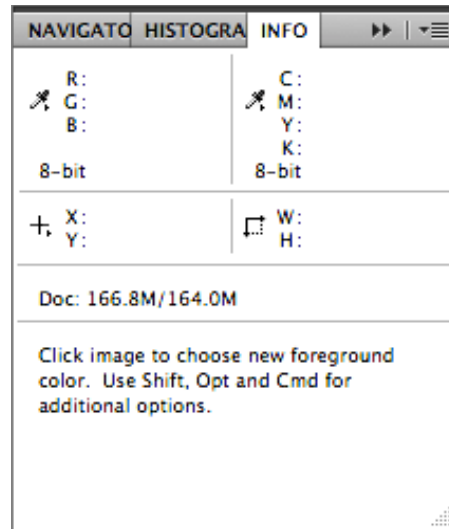 NAVIGATO HISTOGRA INFO
R:
G:
B:
8-bit
C:
M:
Y:
K:
8-bit
X:
Y:
W:
H:
Doc: 166.8M/164.0M
Click image to choose new foreground
color. Use Shift, Opt and Cmd for
additional options.